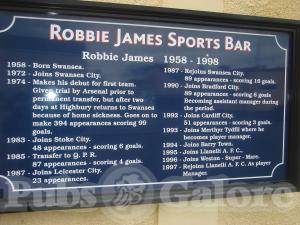 ROBBIE JAMES SPORTS BAR
Robbie James 1958 - 1998
1958 - Born Swansea.
1972 - Joins Swansea City.
1974 - Makes his debut for first team.
Given trial by Arsenal prior to
permanent transfer, but after two
days at Highbury returns to Swansea
because of home sickness. Goes on to
make 394 appearances scoring 99
goals.
1983 - Joins Stoke City.
48 appearances - scoring 6 goals.
1985 - Transfer to Q. P. R.
87 appearances - scoring 4 goals.
1987 - Joins Leicester City.
23 appearances.
1987 - Rejoins Swansea City.
89 appearances - scoring 16 goals.
1990 - Joins Bradford City.
89 appearances - scoring 6 goals
Becoming assistant manager
during the period.
1992 - Joins Cardiff City.
51 appearances - scoring 3 goals.
1993 - Joins Merthyr Tydfil where he
becomes player manager.
1994 - Joins Barry Town.
1995 - Joins Llanelli A. F. C.,
1996 - Joins Weston - Super - Mare.
1997 - Rejoins Llanelli A. F. C. As player
Manager.